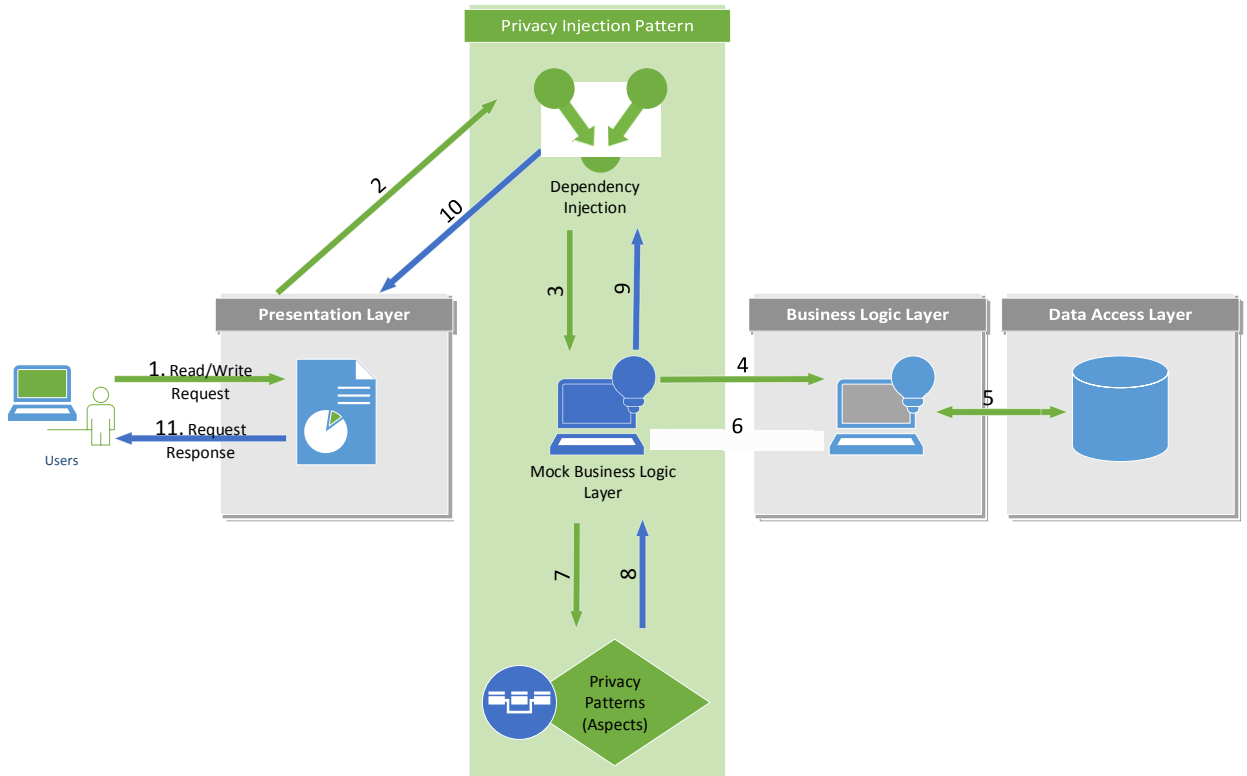 Privacy Injection Pattern
Dependency
Injection
2
10
3
9
Presentation Layer
Business Logic Layer
Data Access Layer
1. Read/Write
Request
11. Request
Response
Users
4
5
6
Mock Business Logic
Layer
7
8
Privacy
Patterns
(Aspects)